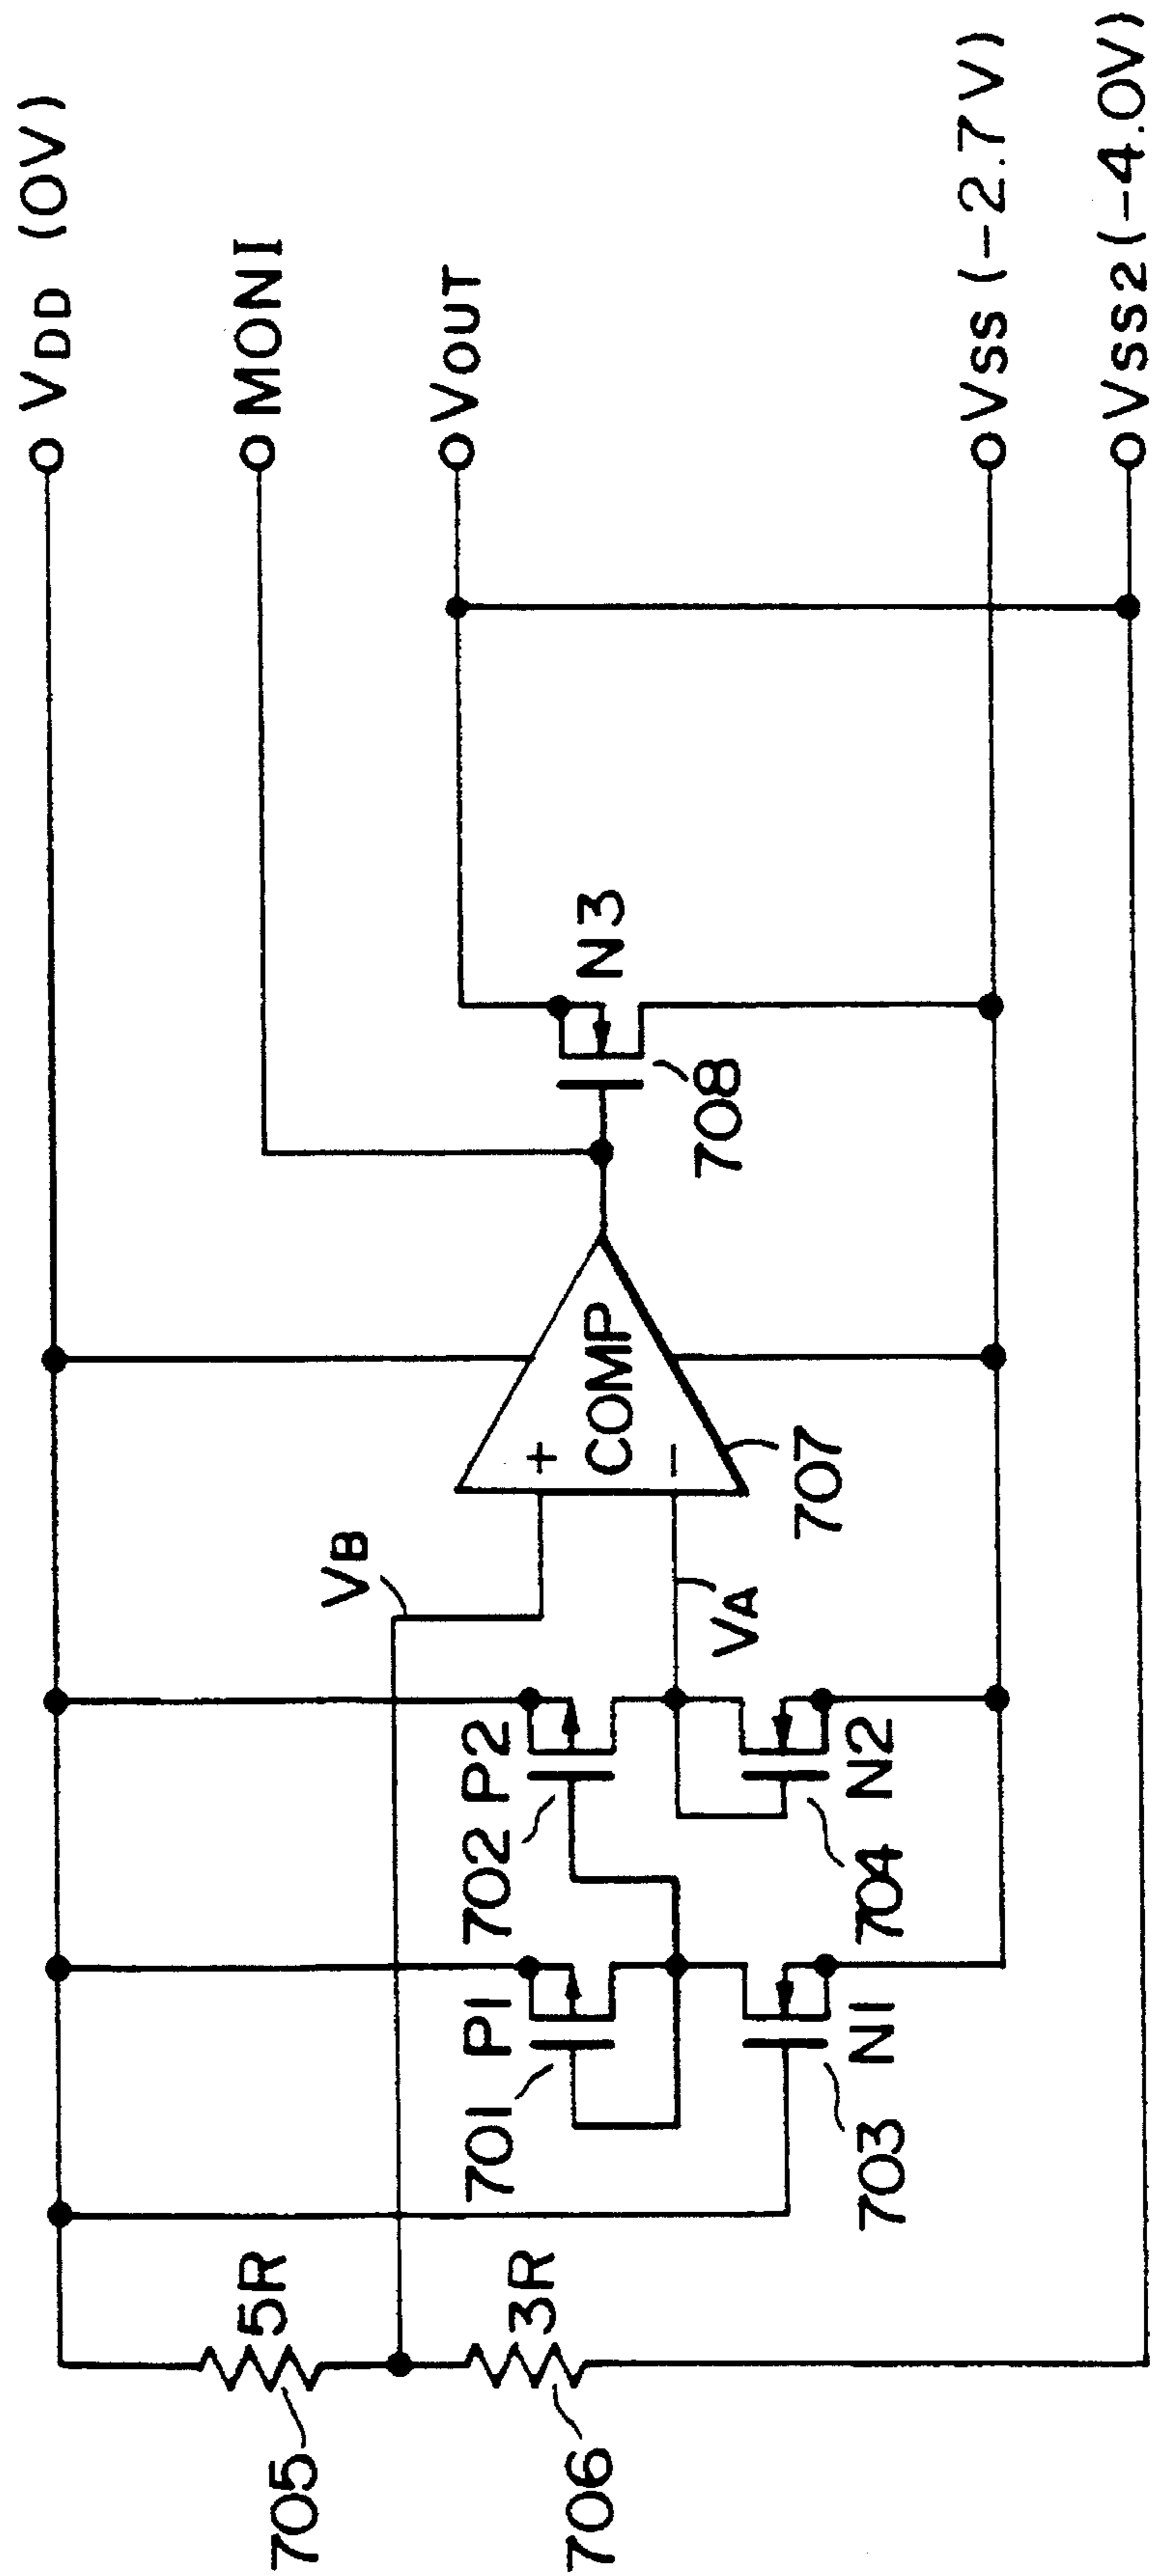 VDD (0V)
MONI
VOUT
VSS (-2.7V)
VSS2 (-4.0V)
N3
708
COMP
+
-
707
VB
VA
P2
702
N2
704
P1
701
N1
703
5R
705
3R
706